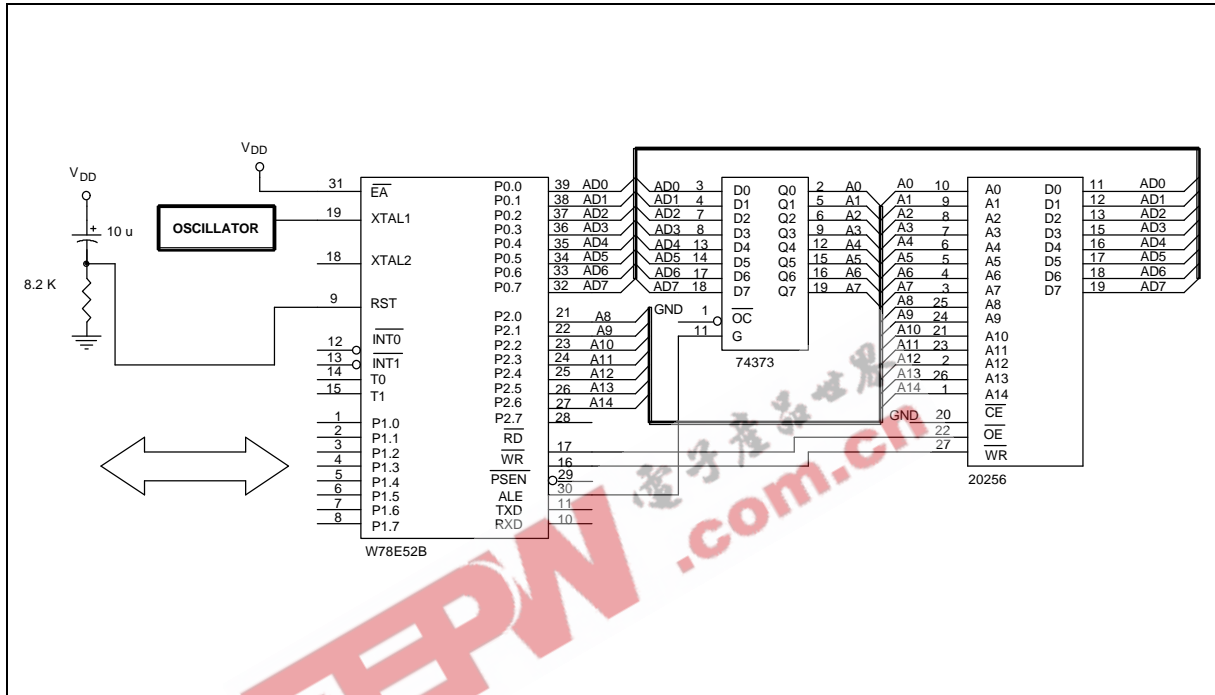 VDD
VDD
10 u
8.2 K
OSCILLATOR
31 EA
19 XTAL1
18 XTAL2
9 RST
12 INT0
13 INT1
14 T0
15 T1
1 P1.0
2 P1.1
3 P1.2
4 P1.3
5 P1.4
6 P1.5
7 P1.6
8 P1.7
P0.0 39 AD0
P0.1 38 AD1
P0.2 37 AD2
P0.3 36 AD3
P0.4 35 AD4
P0.5 34 AD5
P0.6 33 AD6
P0.7 32 AD7
P2.0 21 A8
P2.1 22 A9
P2.2 23 A10
P2.3 24 A11
P2.4 25 A12
P2.5 26 A13
P2.6 27 A14
P2.7 28
RD 17
WR 16
PSEN 29
ALE 30
TXD 11
RXD 10
W78E52B
AD0 3 D0 Q0 2 A0
AD1 4 D1 Q1 5 A1
AD2 7 D2 Q2 6 A2
AD3 8 D3 Q3 9 A3
AD4 13 D4 Q4 12 A4
AD5 14 D5 Q5 15 A5
AD6 17 D6 Q6 16 A6
AD7 18 D7 Q7 19 A7
GND 1 OC
11 G
74373
A0 10 A0 D0 11 AD0
A1 9 A1 D1 12 AD1
A2 8 A2 D2 13 AD2
A3 7 A3 D3 15 AD3
A4 6 A4 D4 16 AD4
A5 5 A5 D5 17 AD5
A6 4 A6 D6 18 AD6
A7 3 A7 D7 19 AD7
A8 25 A8
A9 24 A9
A10 21 A10
A11 23 A11
A12 2 A12
A13 26 A13
A14 1 A14
GND 20 CE
22 OE
27 WR
20256
電子產品世界
.com.cn
EEPW